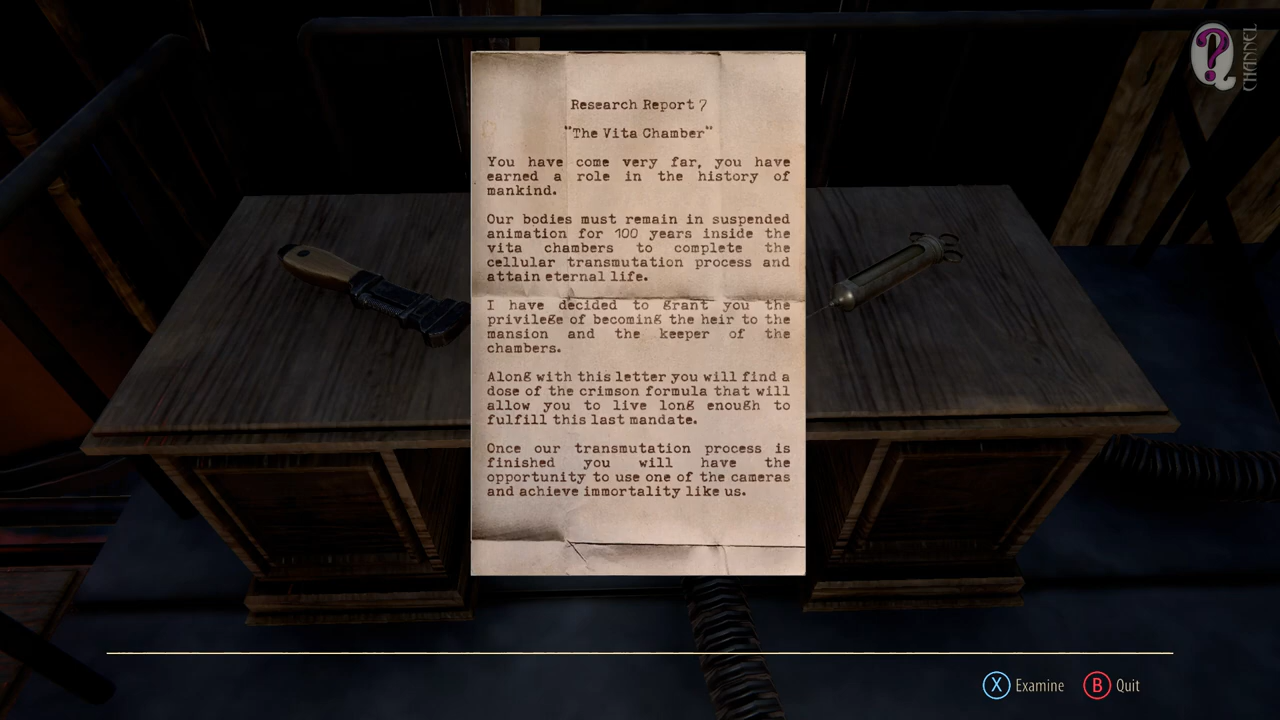 Research Report 7
"The Vita Chamber"
You have come very far, you have
earned a role in the history of
mankind.
Our bodies must remain in suspended
animation for 100 years inside the
vita chambers to complete the
cellular transmutation process and
attain eternal life.
I have decided to grant you the
privilege of becoming the heir to the
mansion and the keeper of the
chambers.
Along with this letter you will find a
dose of the crimson formula that will
allow you to live long enough to
fulfill this last mandate.
Once our transmutation process is
finished you will have the
opportunity to use one of the cameras
and achieve immortality like us.
Q?
CHANNEL
X Examine B Quit